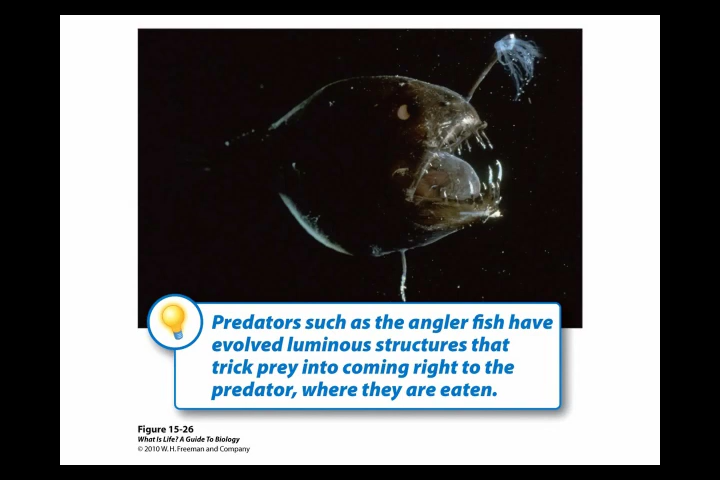 Predators such as the angler fish have
evolved luminous structures that
trick prey into coming right to the
predator, where they are eaten.
Figure 15-26
What Is Life? A Guide To Biology
© 2010 W. H. Freeman and Company